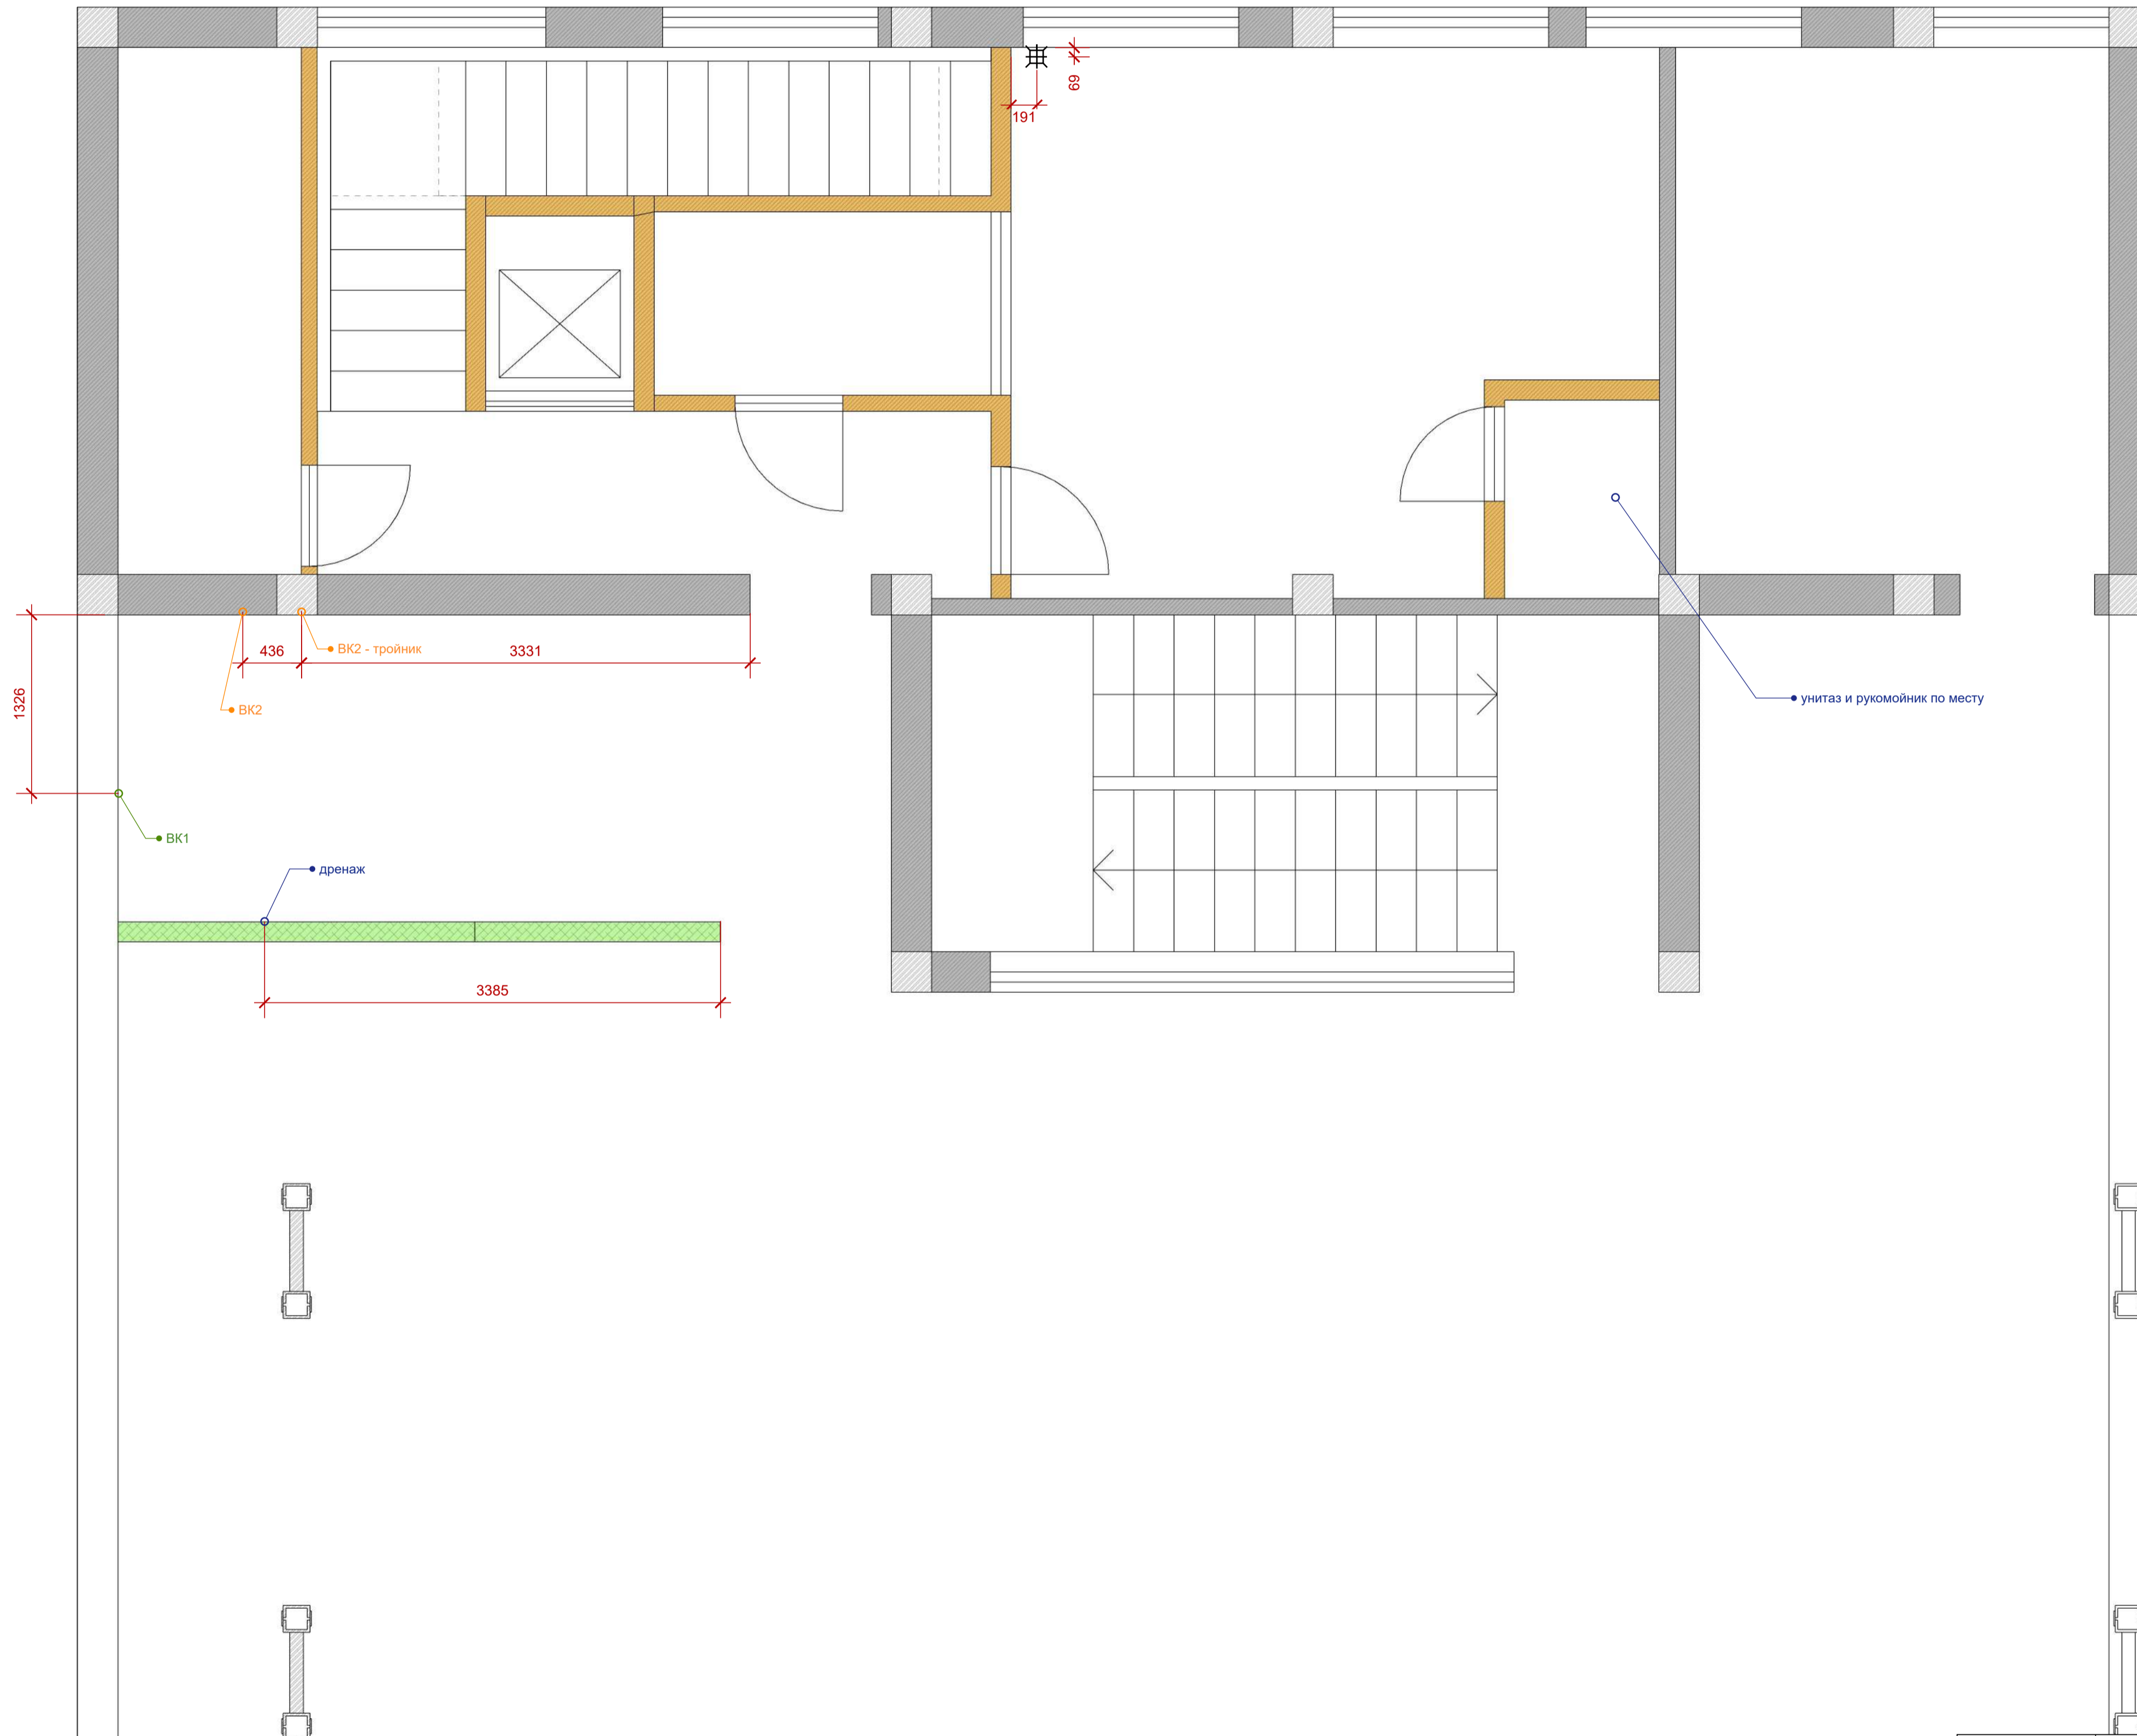 69
191
436
ВК2 - тройник
3331
1326
ВК2
унитаз и рукомойник по месту
ВК1
дренаж
3385